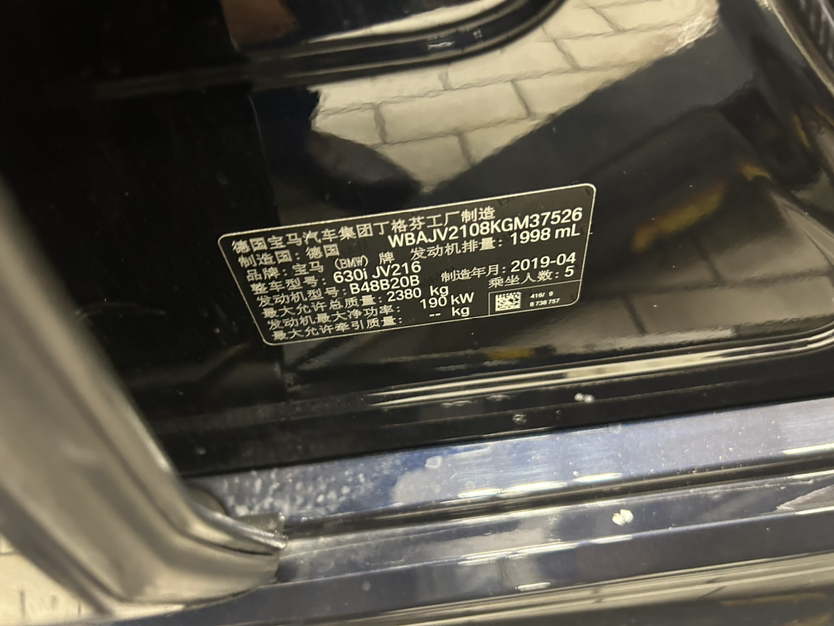 德国宝马汽车集团丁格芬工厂制造
制造国：德国 WBAJV2108KGM37526
品牌：宝马 (BMW) 牌 发动机排量：1998 mL
整车型号：630i JV216
发动机型号：B48B20B 制造年月：2019-04
最大允许总质量：2380 kg 乘坐人数：5
发动机最大净功率：190 kW
最大允许牵引质量：-- kg
416/ 9
B 738 757